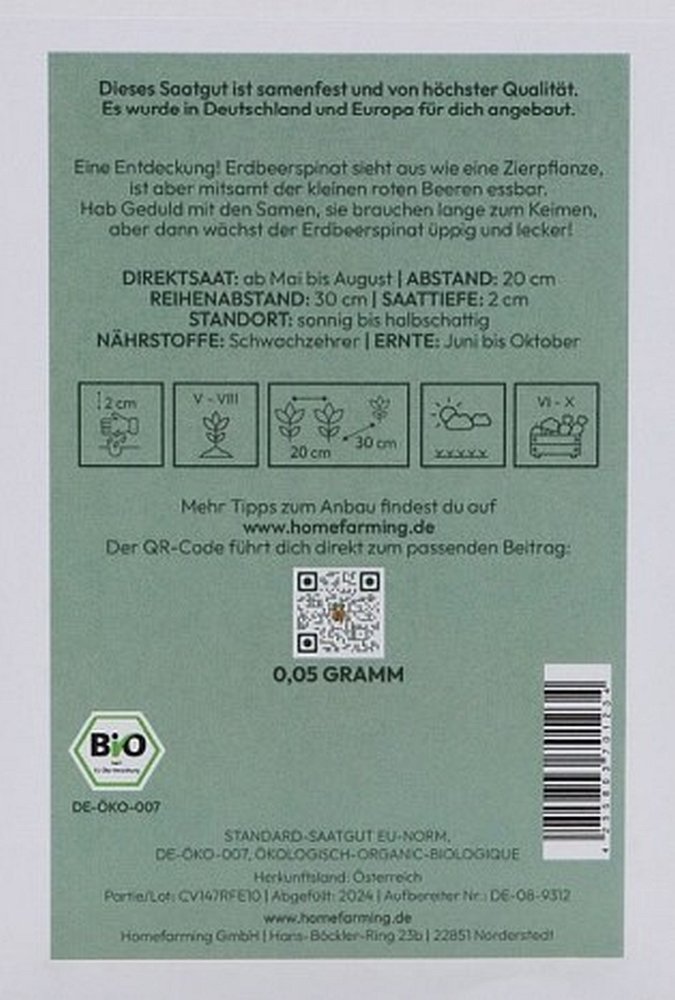 Dieses Saatgut ist samenfest und von höchster Qualität.
Es wurde in Deutschland und Europa für dich angebaut.
Eine Entdeckung! Erdbeerspinat sieht aus wie eine Zierpflanze,
ist aber mitsamt der kleinen roten Beeren essbar.
Hab Geduld mit den Samen, sie brauchen lange zum Keimen,
aber dann wächst der Erdbeerspinat üppig und lecker!
DIREKTSAAT: ab Mai bis August | ABSTAND: 20 cm
REIHENABSTAND: 30 cm | SAATTIEFE: 2 cm
STANDORT: sonnig bis halbschattig
NÄHRSTOFFE: Schwachzehrer | ERNTE: Juni bis Oktober
2 cm
V - VIII
20 cm
30 cm
VI - X
Mehr Tipps zum Anbau findest du auf
www.homefarming.de
Der QR-Code führt dich direkt zum passenden Beitrag:
0,05 GRAMM
Bio
DE-ÖKO-007
STANDARD-SAATGUT EU-NORM,
DE-ÖKO-007, ÖKOLOGISCH-ORGANIC-BIOLOGIQUE
Herkunftsland: Österreich
Partie/Lot: CV147RFE10 | Abgefüllt: 2024 | Aufbereiter Nr.: DE-08-9312
www.homefarming.de
Homefarming GmbH | Hans-Böckler-Ring 23b | 22851 Norderstedt